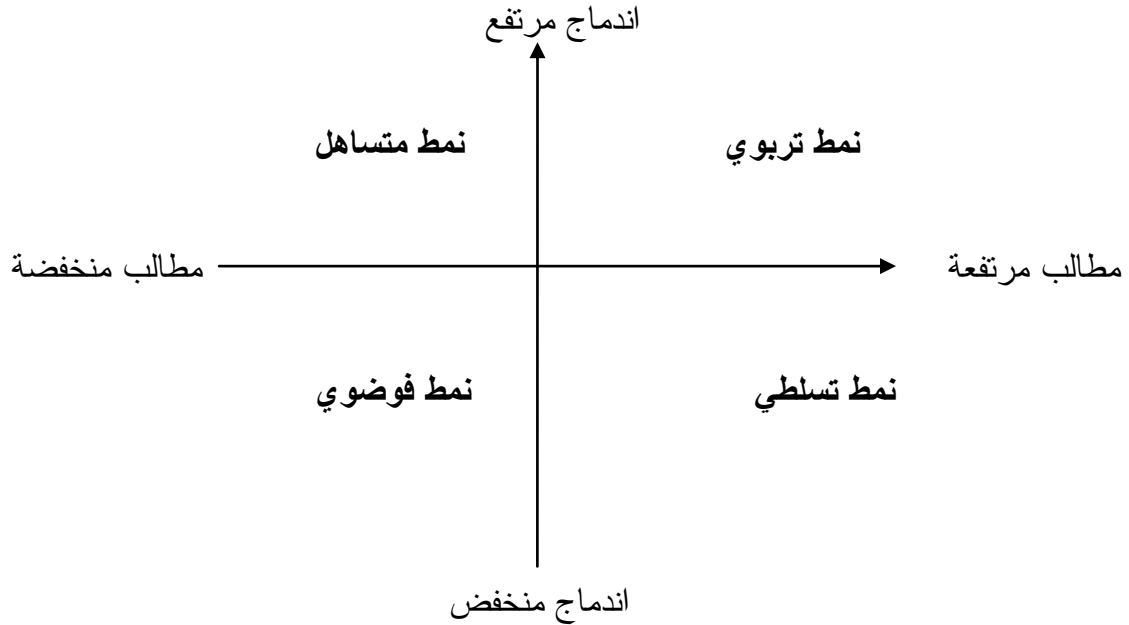 اندماج مرتفع
نمط تربوي
نمط متساهل
مطالب مرتفعة
مطالب منخفضة
نمط تسلطي
نمط فوضوي
اندماج منخفض